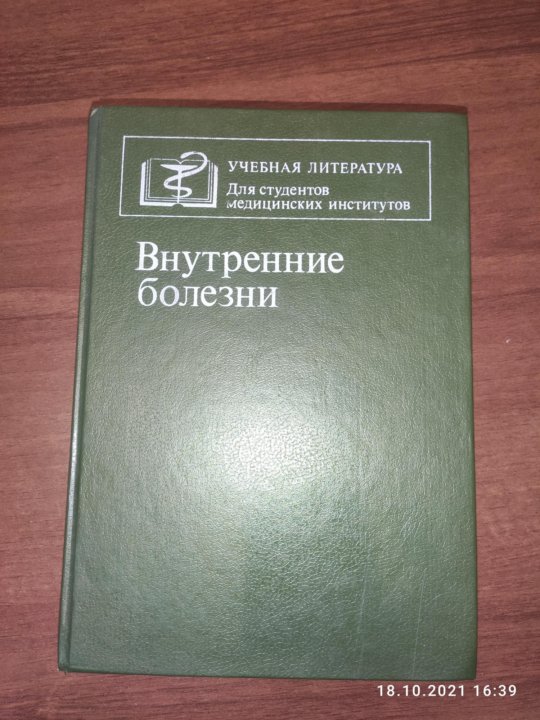 УЧЕБНАЯ ЛИТЕРАТУРА
Для студентов
медицинских институтов
Внутренние
болезни
18.10.2021 16:39